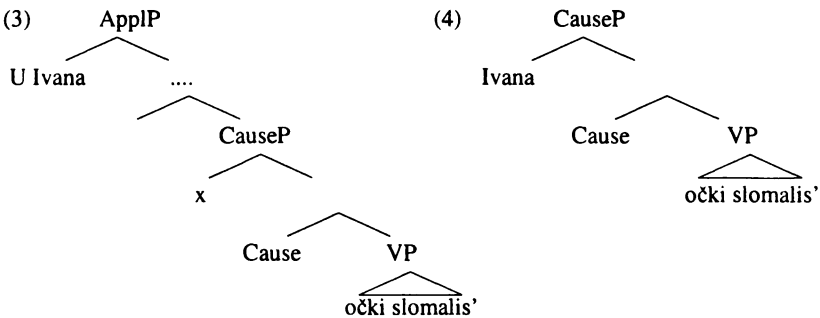 (3) ApplP
U Ivana ....
CauseP
x
Cause VP
očki slomalis’
(4) CauseP
Ivana
Cause VP
očki slomalis’